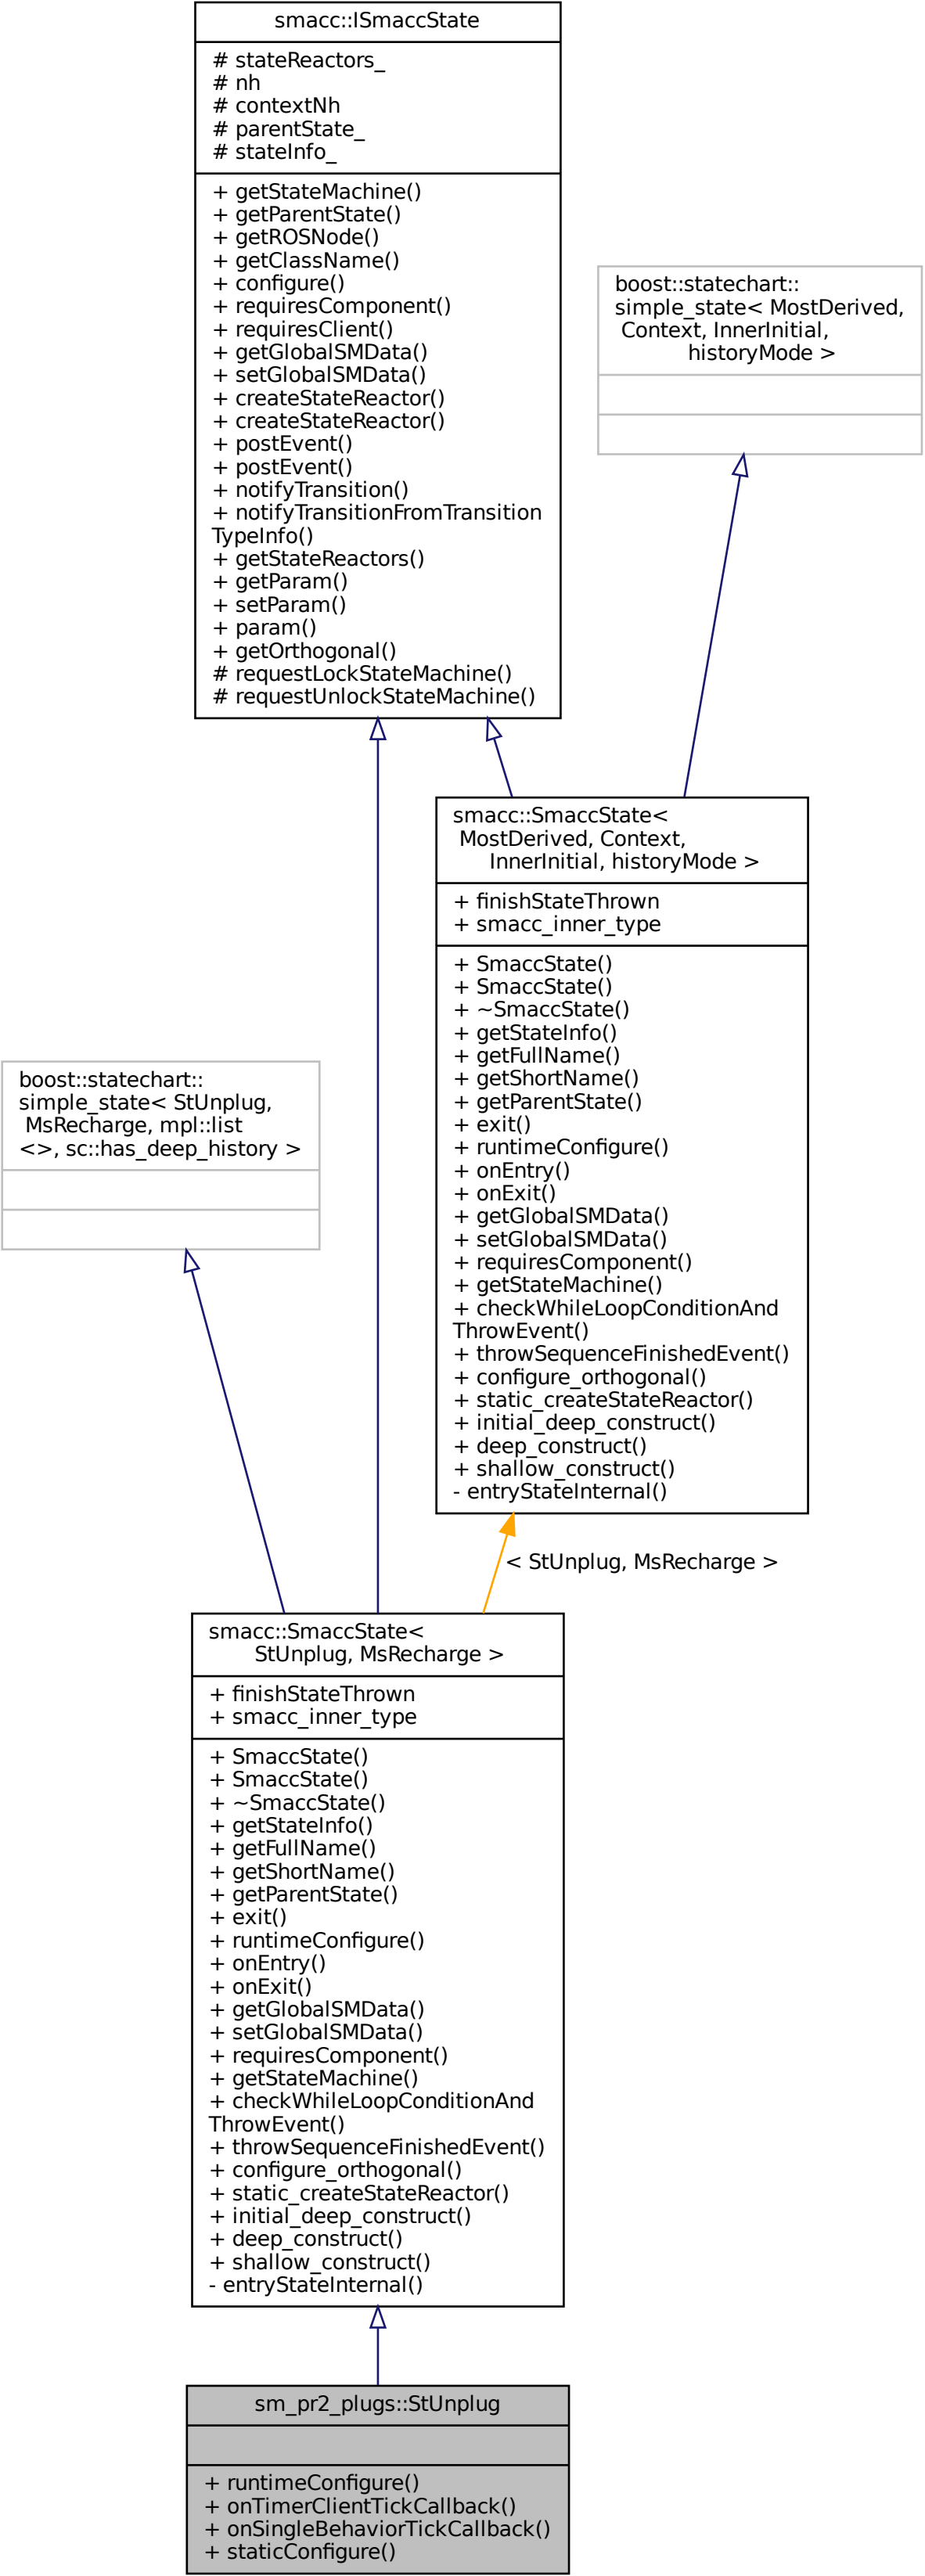 smacc::ISmaccState
# stateReactors_
# nh
# contextNh
# parentState_
# stateInfo_
+ getStateMachine()
+ getParentState()
+ getROSNode()
+ getClassName()
+ configure()
+ requiresComponent()
+ requiresClient()
+ getGlobalSMData()
+ setGlobalSMData()
+ createStateReactor()
+ createStateReactor()
+ postEvent()
+ postEvent()
+ notifyTransition()
+ notifyTransitionFromTransition
TypeInfo()
+ getStateReactors()
+ getParam()
+ setParam()
+ param()
+ getOrthogonal()
# requestLockStateMachine()
# requestUnlockStateMachine()
boost::statechart::
simple_state< MostDerived,
Context, InnerInitial,
historyMode >
smacc::SmaccState<
MostDerived, Context,
InnerInitial, historyMode >
+ finishStateThrown
+ smacc_inner_type
+ SmaccState()
+ SmaccState()
+ ~SmaccState()
+ getStateInfo()
+ getFullName()
+ getShortName()
+ getParentState()
+ exit()
+ runtimeConfigure()
+ onEntry()
+ onExit()
+ getGlobalSMData()
+ setGlobalSMData()
+ requiresComponent()
+ getStateMachine()
+ checkWhileLoopConditionAnd
ThrowEvent()
+ throwSequenceFinishedEvent()
+ configure_orthogonal()
+ static_createStateReactor()
+ initial_deep_construct()
+ deep_construct()
+ shallow_construct()
- entryStateInternal()
boost::statechart::
simple_state< StUnplug,
MsRecharge, mpl::list
<>, sc::has_deep_history >
< StUnplug, MsRecharge >
smacc::SmaccState<
StUnplug, MsRecharge >
+ finishStateThrown
+ smacc_inner_type
+ SmaccState()
+ SmaccState()
+ ~SmaccState()
+ getStateInfo()
+ getFullName()
+ getShortName()
+ getParentState()
+ exit()
+ runtimeConfigure()
+ onEntry()
+ onExit()
+ getGlobalSMData()
+ setGlobalSMData()
+ requiresComponent()
+ getStateMachine()
+ checkWhileLoopConditionAnd
ThrowEvent()
+ throwSequenceFinishedEvent()
+ configure_orthogonal()
+ static_createStateReactor()
+ initial_deep_construct()
+ deep_construct()
+ shallow_construct()
- entryStateInternal()
sm_pr2_plugs::StUnplug
+ runtimeConfigure()
+ onTimerClientTickCallback()
+ onSingleBehaviorTickCallback()
+ staticConfigure()